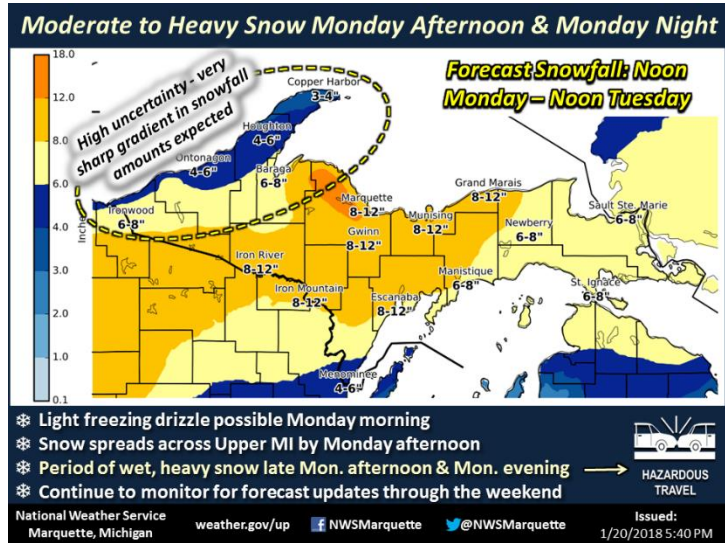 Moderate to Heavy Snow Monday Afternoon & Monday Night
18.0
12.0
8.0
6.0
4.0
3.0
2.0
1.0
0.1
Inche
High uncertainty - very
sharp gradient in snowfall
amounts expected
Forecast Snowfall: Noon
Monday – Noon Tuesday
Copper Harbor
3-4"
Houghton
4-6"
Ontonagon
4-6"
Baraga
6-8"
Ironwood
6-8"
Marquette
8-12"
Gwinn
8-12"
Munising
8-12"
Grand Marais
8-12"
Newberry
6-8"
Sault Ste. Marie
6-8"
Iron River
8-12"
Iron Mountain
8-12"
Escanaba
8-12"
Manistique
6-8"
St. Ignace
6-8"
Menominee
4-6"
Light freezing drizzle possible Monday morning
Snow spreads across Upper MI by Monday afternoon
Period of wet, heavy snow late Mon. afternoon & Mon. evening
Continue to monitor for forecast updates through the weekend
HAZARDOUS
TRAVEL
National Weather Service
Marquette, Michigan
weather.gov/up
NWSMarquette
@NWSMarquette
Issued:
1/20/2018 5:40 PM